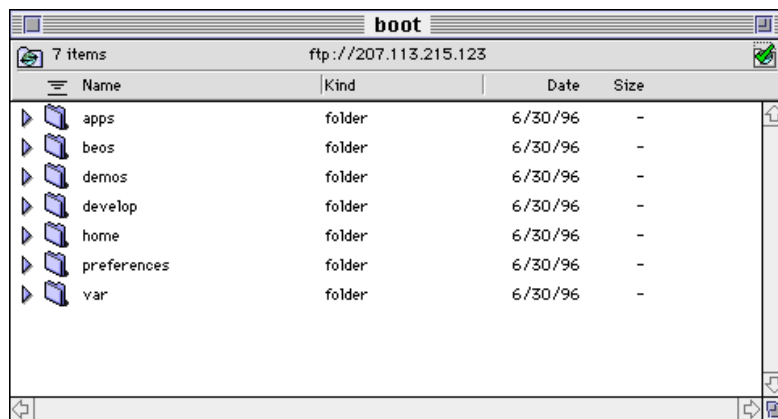 boot
7 items ftp://207.113.215.123
Name Kind Date Size
apps folder 6/30/96 -
beos folder 6/30/96 -
demos folder 6/30/96 -
develop folder 6/30/96 -
home folder 6/30/96 -
preferences folder 6/30/96 -
var folder 6/30/96 -